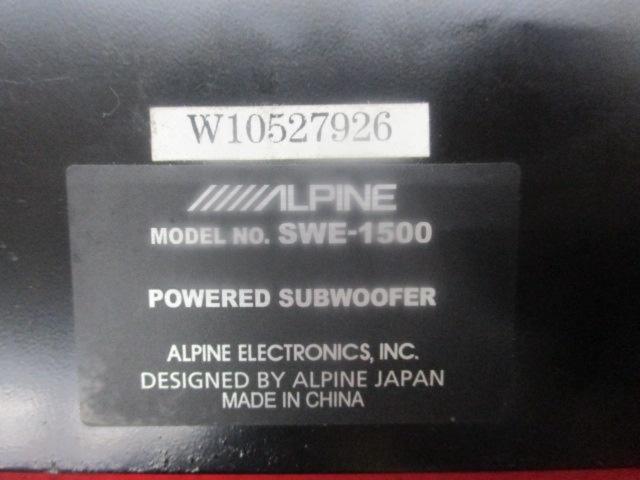 W10527926
ALPINE
MODEL NO. SWE-1500
POWERED SUBWOOFER
ALPINE ELECTRONICS, INC.
DESIGNED BY ALPINE JAPAN
MADE IN CHINA